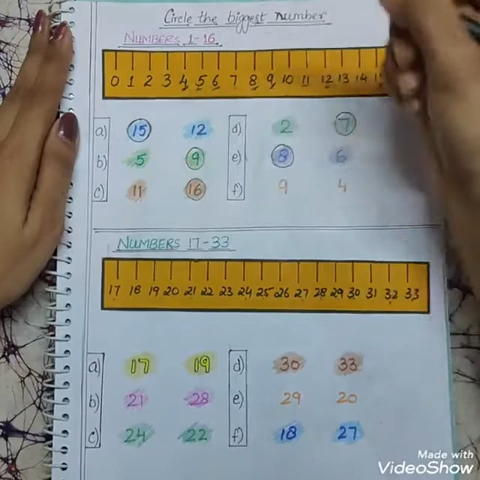 Circle the biggest Number
NUMBERS 1-16
0 1 2 3 4 5 6 7 8 9 10 11 12 13 14
a) 15 12 d) 2 7
b) 5 9 e) 8 6
c) 11 16 f) 9 4
NUMBERS 17-33
17 18 19 20 21 22 23 24 25 26 27 28 29 30 31 32 33
a) 17 19 d) 30 33
b) 21 28 e) 29 20
c) 24 22 f) 18 27
Made with
VideoShow